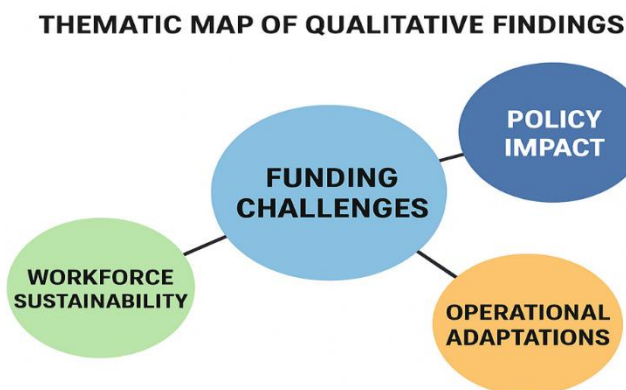 THEMATIC MAP OF QUALITATIVE FINDINGS
POLICY
IMPACT
FUNDING
CHALLENGES
WORKFORCE
SUSTAINABILITY
OPERATIONAL
ADAPTATIONS